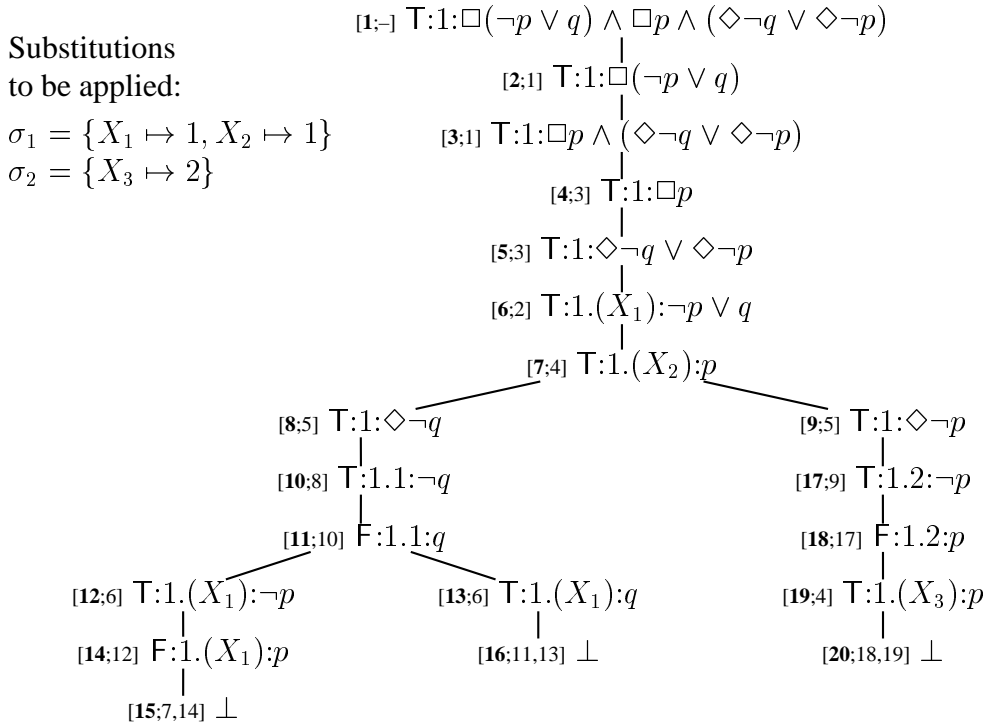 [1;–] T:1:□(¬p ∨ q) ∧ □p ∧ (◇¬q ∨ ◇¬p)
Substitutions
to be applied:
σ₁ = {X₁ ↦ 1, X₂ ↦ 1}
σ₂ = {X₃ ↦ 2}
[2;1] T:1:□(¬p ∨ q)
[3;1] T:1:□p ∧ (◇¬q ∨ ◇¬p)
[4;3] T:1:□p
[5;3] T:1:◇¬q ∨ ◇¬p
[6;2] T:1.(X₁):¬p ∨ q
[7;4] T:1.(X₂):p
[8;5] T:1:◇¬q
[9;5] T:1:◇¬p
[10;8] T:1.1:¬q
[17;9] T:1.2:¬p
[11;10] F:1.1:q
[18;17] F:1.2:p
[12;6] T:1.(X₁):¬p
[13;6] T:1.(X₁):q
[19;4] T:1.(X₃):p
[14;12] F:1.(X₁):p
[16;11,13] ⊥
[20;18,19] ⊥
[15;7,14] ⊥